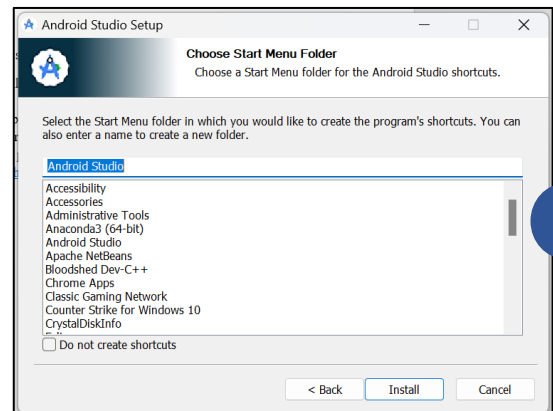 Android Studio Setup
Choose Start Menu Folder
Choose a Start Menu folder for the Android Studio shortcuts.
Select the Start Menu folder in which you would like to create the program's shortcuts. You can
also enter a name to create a new folder.
Android Studio
Accessibility
Accessories
Administrative Tools
Anaconda3 (64-bit)
Android Studio
Apache NetBeans
Bloodshed Dev-C++
Chrome Apps
Classic Gaming Network
Counter Strike for Windows 10
CrystalDiskInfo
Do not create shortcuts
< Back
Install
Cancel